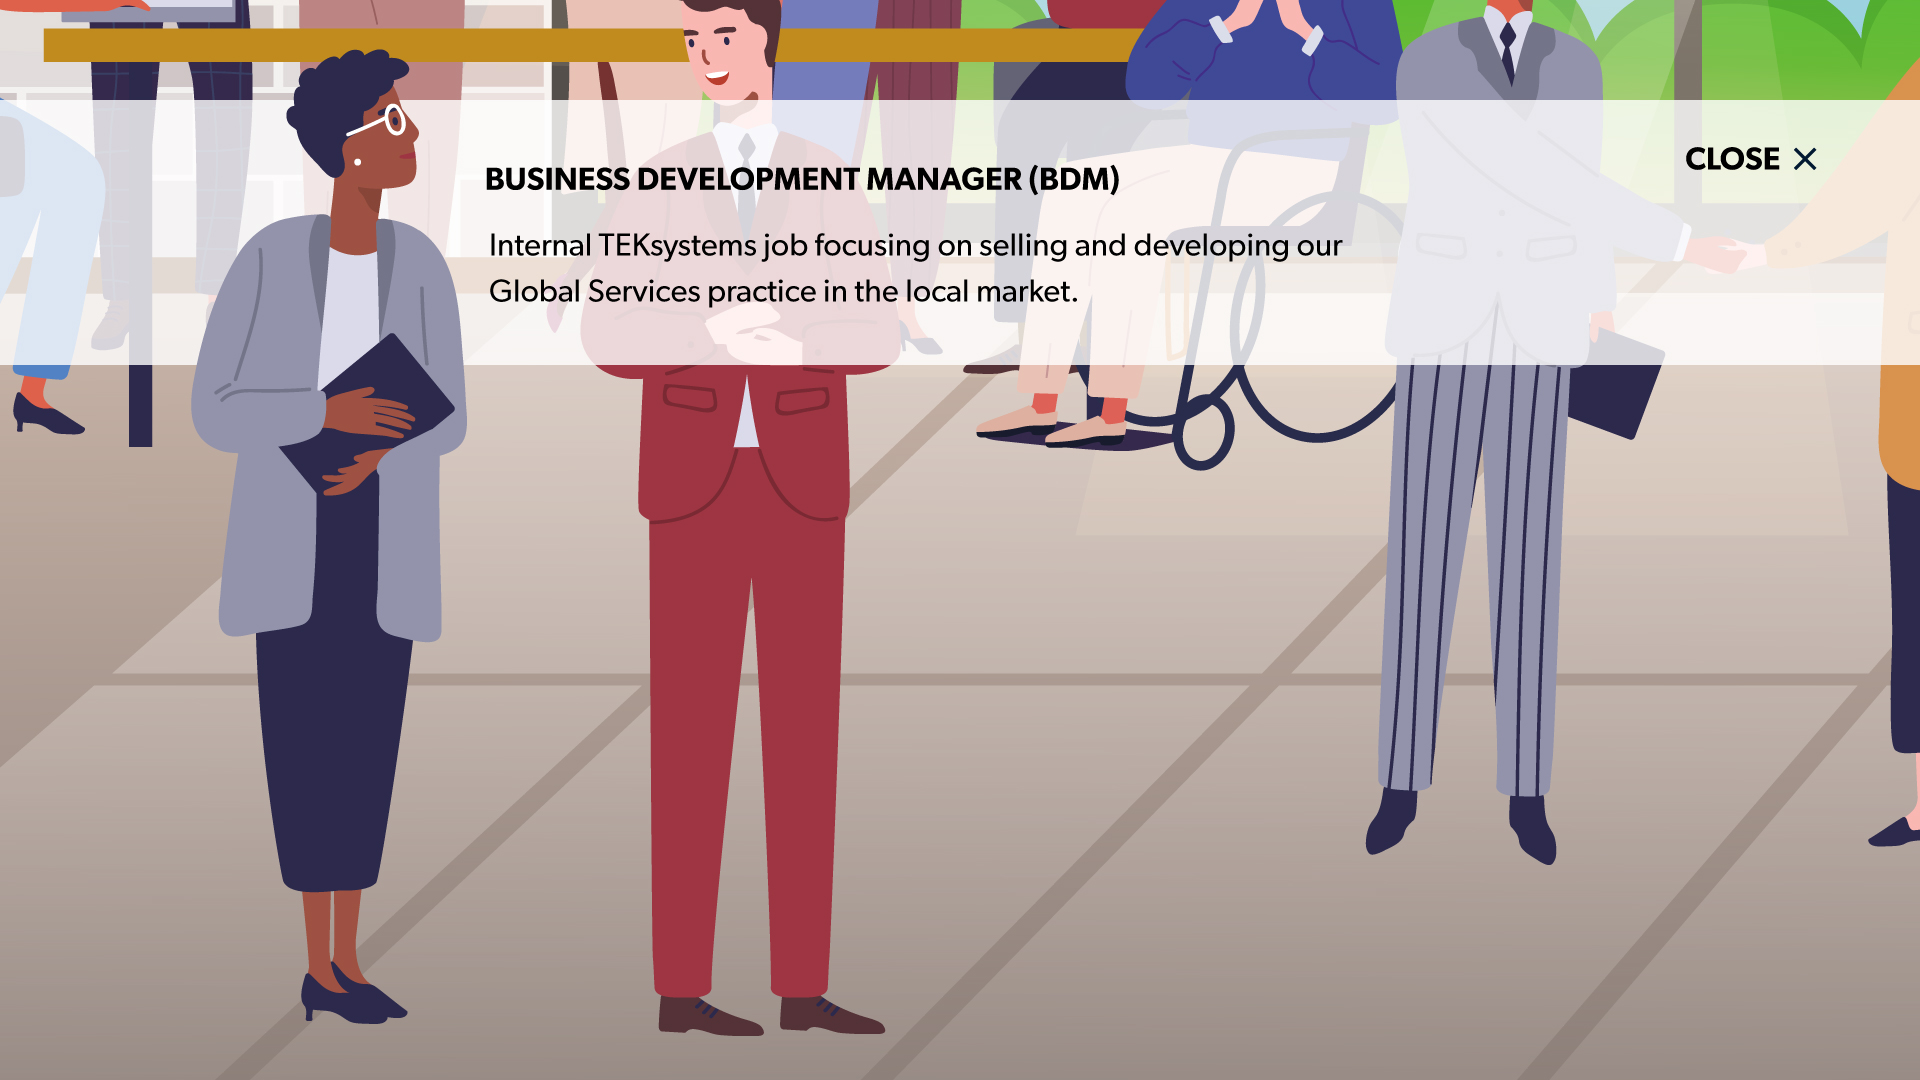 CLOSE ×
BUSINESS DEVELOPMENT MANAGER (BDM)
Internal TEKsystems job focusing on selling and developing our
Global Services practice in the local market.